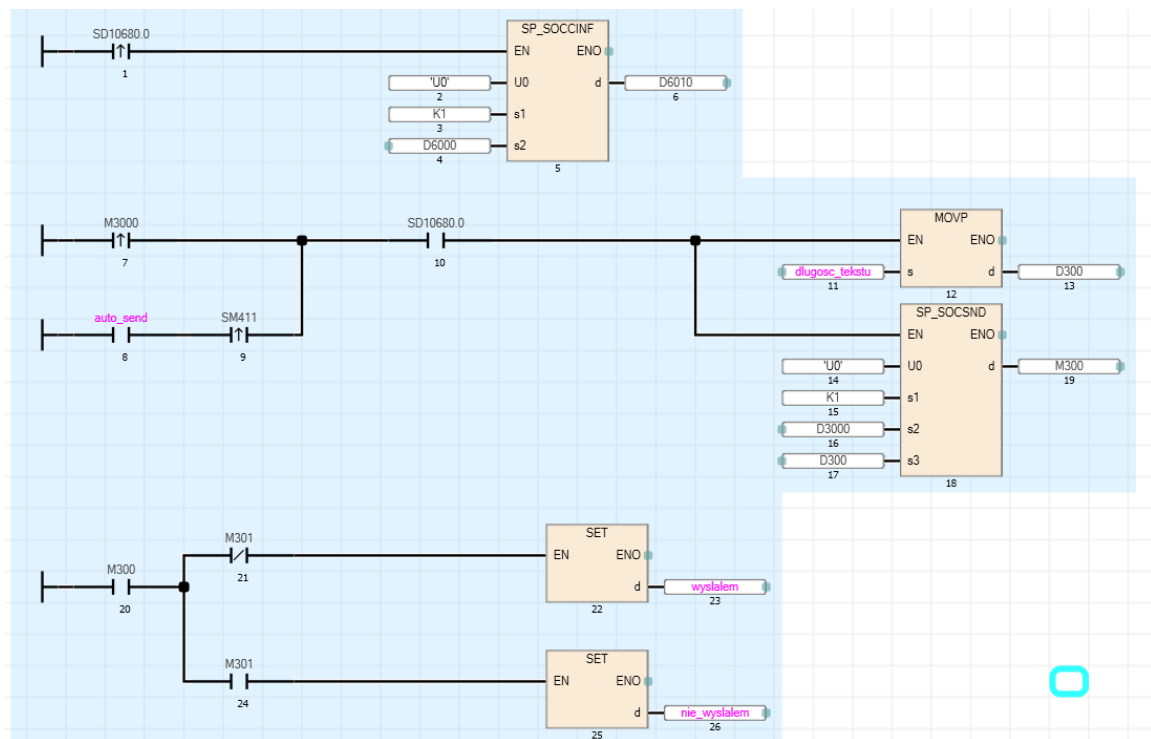 SD10680.0
1
SP_SOCCINF
EN ENO
'U0' U0 d D6010
2 6
K1 s1
3
D6000 s2
4 5
M3000 SD10680.0 MOVP
EN ENO
7 10
dlugosc_tekstu s d D300
11 12 13
auto_send SM411 SP_SOCSND
EN ENO
8 9
'U0' U0 d M300
14 19
K1 s1
15
D3000 s2
16
D300 s3
17 18
M301 SET
EN ENO
21
M300 d wyslalem
20 22 23
M301 SET
EN ENO
24
d nie_wyslalem
25 26